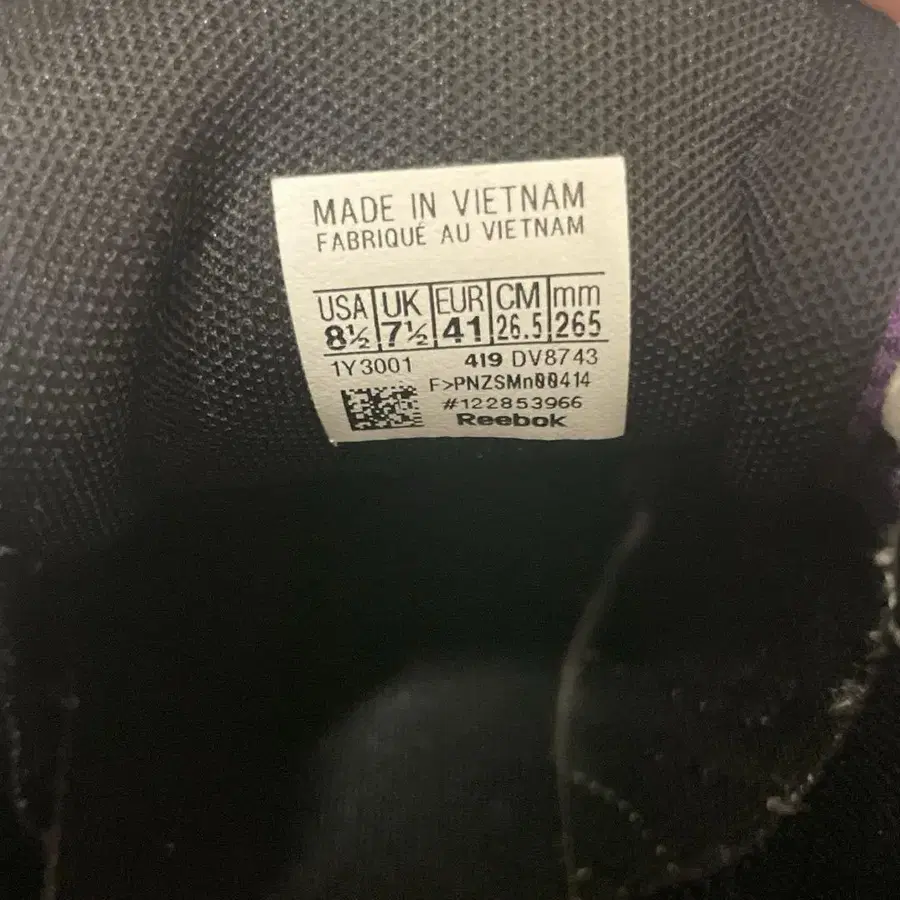 MADE IN VIETNAM
FABRIQUÉ AU VIETNAM
USA UK EUR CM mm
8½ 7½ 41 26.5 265
1Y3001 419 DV8743
F>PNZSMn00414
#122853966
Reebok